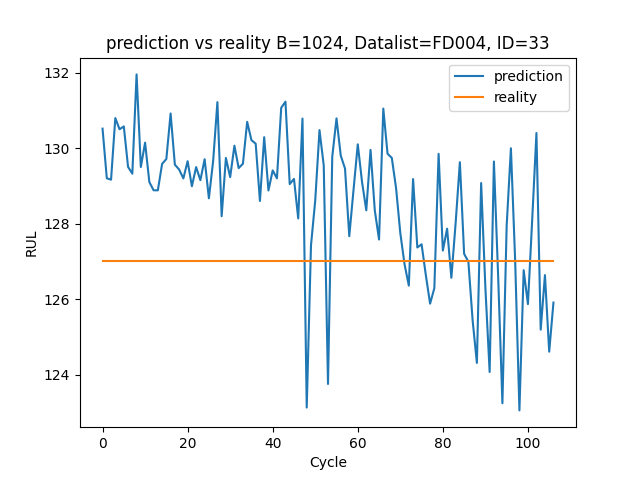 prediction vs reality B=1024, Datalist=FD004, ID=33
prediction
reality
RUL
132
130
128
126
124
0 20 40 60 80 100
Cycle